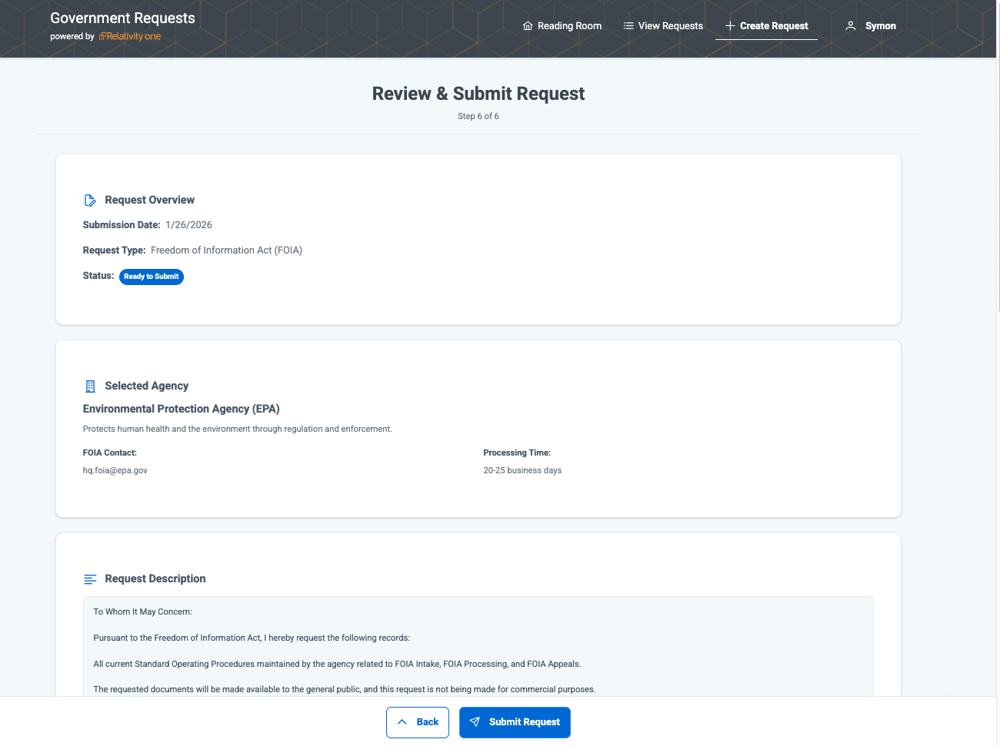 Government Requests
powered by Relativity one
Reading Room
View Requests
Create Request
Symon
Review & Submit Request
Step 6 of 6
Request Overview
Submission Date: 1/26/2026
Request Type: Freedom of Information Act (FOIA)
Status: Ready to Submit
Selected Agency
Environmental Protection Agency (EPA)
Protects human health and the environment through regulation and enforcement.
FOIA Contact:
hq.foia@epa.gov
Processing Time:
20-25 business days
Request Description
To Whom It May Concern:
Pursuant to the Freedom of Information Act, I hereby request the following records:
All current Standard Operating Procedures maintained by the agency related to FOIA Intake, FOIA Processing, and FOIA Appeals.
The requested documents will be made available to the general public, and this request is not being made for commercial purposes.
Back
Submit Request